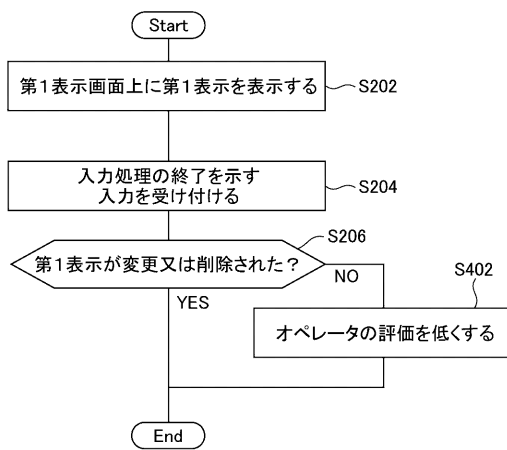 Start
第1表示画面上に第1表示を表示する
S202
入力処理の終了を示す
入力を受け付ける
S204
S206
第1表示が変更又は削除された？
NO
YES
S402
オペレータの評価を低くする
End